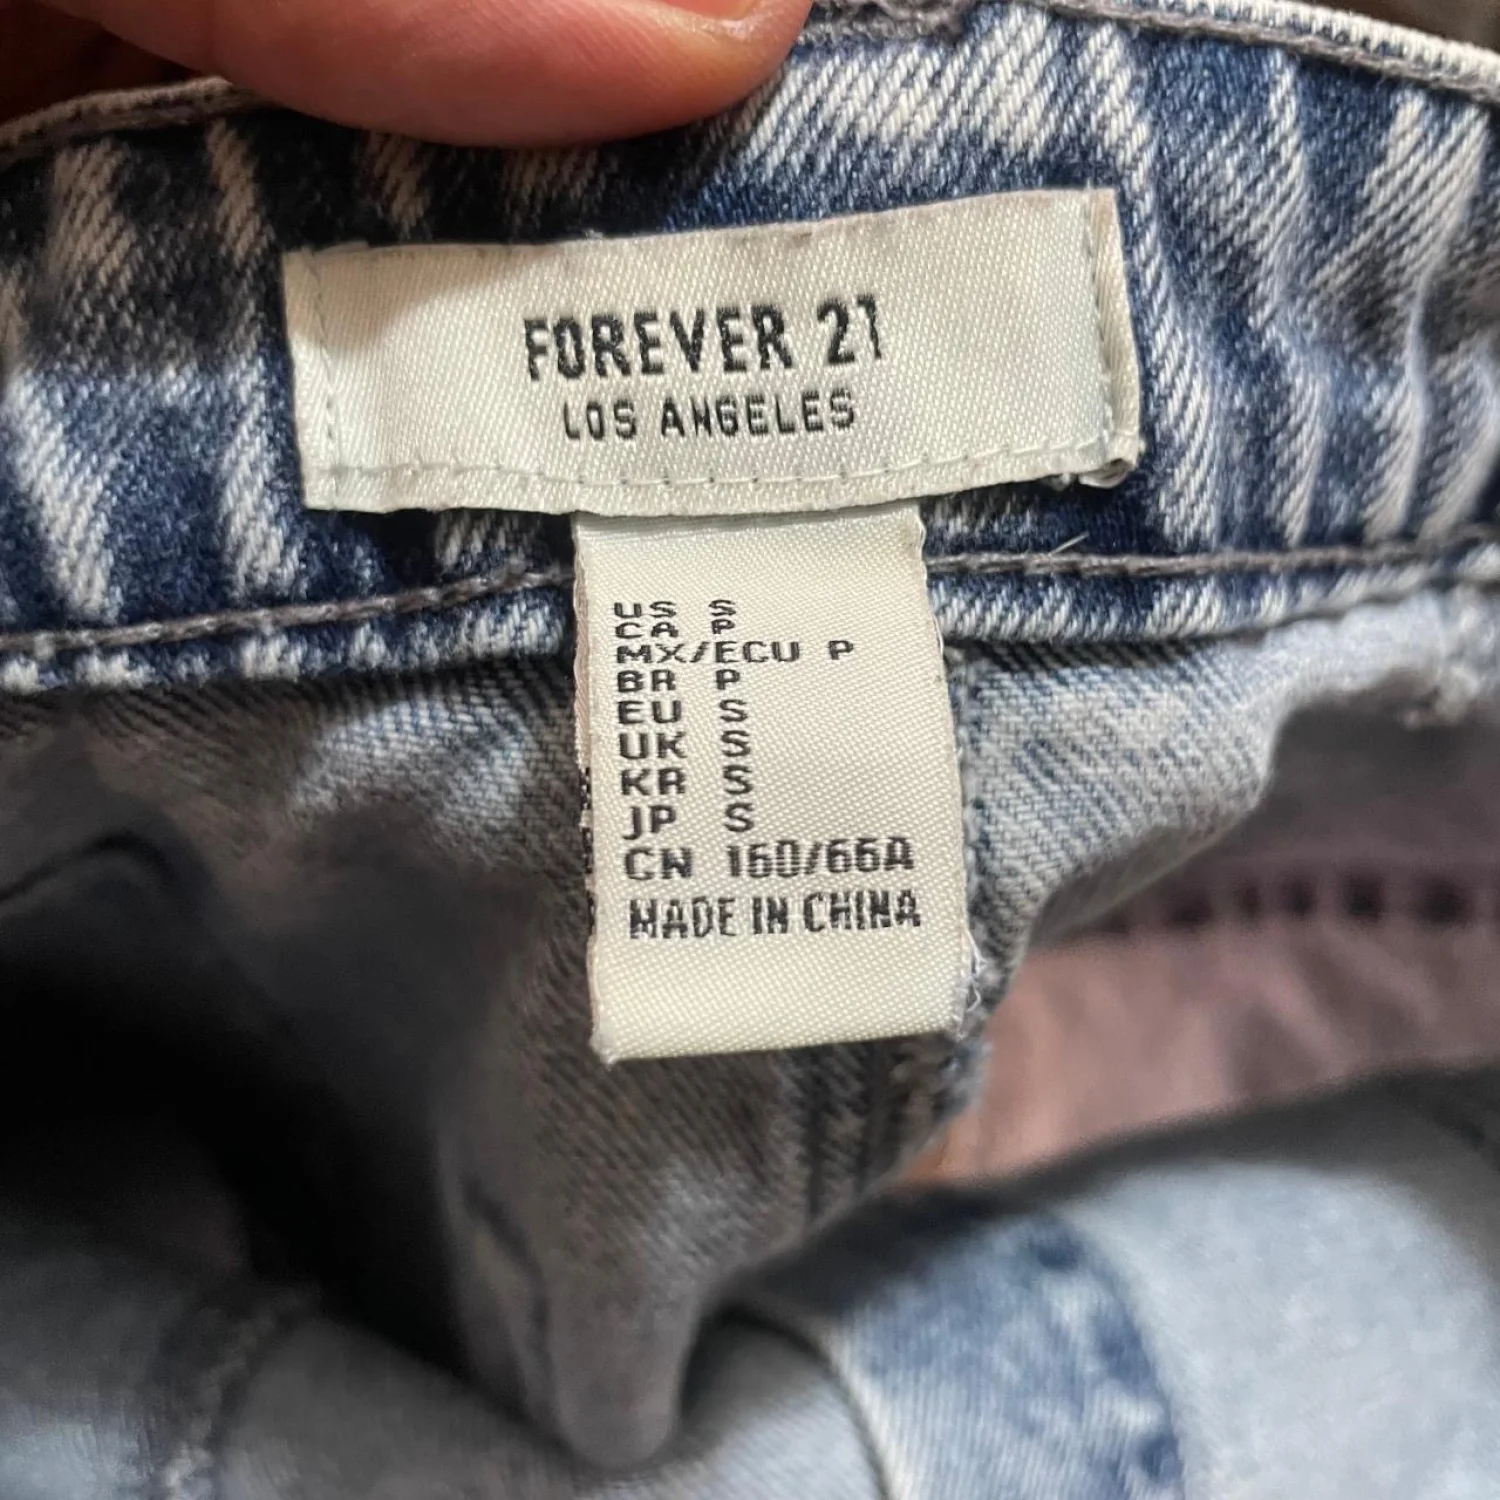 FOREVER 21
LOS ANGELES
US S
CA P
MX/ECU P
BR P
EU S
UK S
KR S
JP S
CN 160/66A
MADE IN CHINA